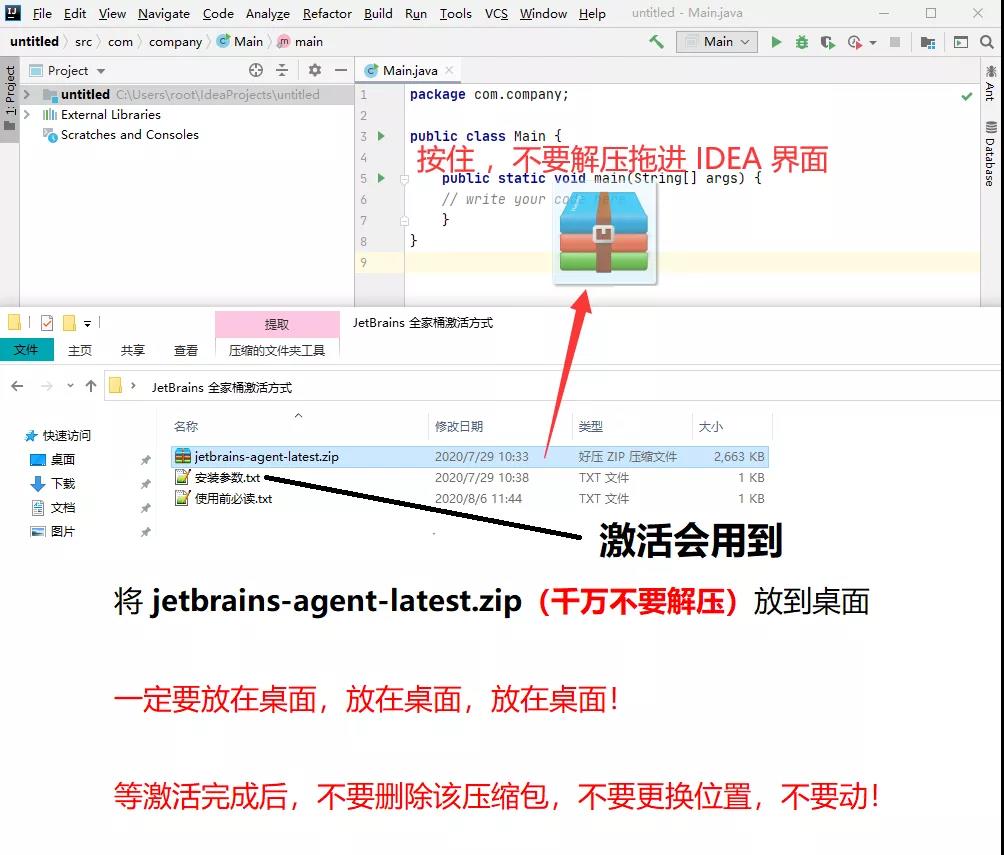 File Edit View Navigate Code Analyze Refactor Build Run Tools VCS Window Help untitled - Main.java
untitled src com company Main main Main
Project
1: Project
untitled C:\Users\root\IdeaProjects\untitled
External Libraries
Scratches and Consoles
Main.java
1 package com.company;
2
3 public class Main {
4
按住 ，不要解压拖进 IDEA 界面
5 public static void main(String[] args) {
6 // write your code here
7 }
8 }
9
Ant
Database
提取
JetBrains 全家桶激活方式
文件 主页 共享 查看 压缩的文件夹工具
JetBrains 全家桶激活方式
名称 修改日期 类型 大小
快速访问
桌面
下载
文档
图片
jetbrains-agent-latest.zip 2020/7/29 10:33 好压 ZIP 压缩文件 2,663 KB
安装参数.txt 2020/7/29 10:38 TXT 文件 1 KB
使用前必读.txt 2020/8/6 11:44 TXT 文件 1 KB
激活会用到
将 jetbrains-agent-latest.zip（千万不要解压）放到桌面
一定要放在桌面，放在桌面，放在桌面！
等激活完成后，不要删除该压缩包，不要更换位置，不要动！